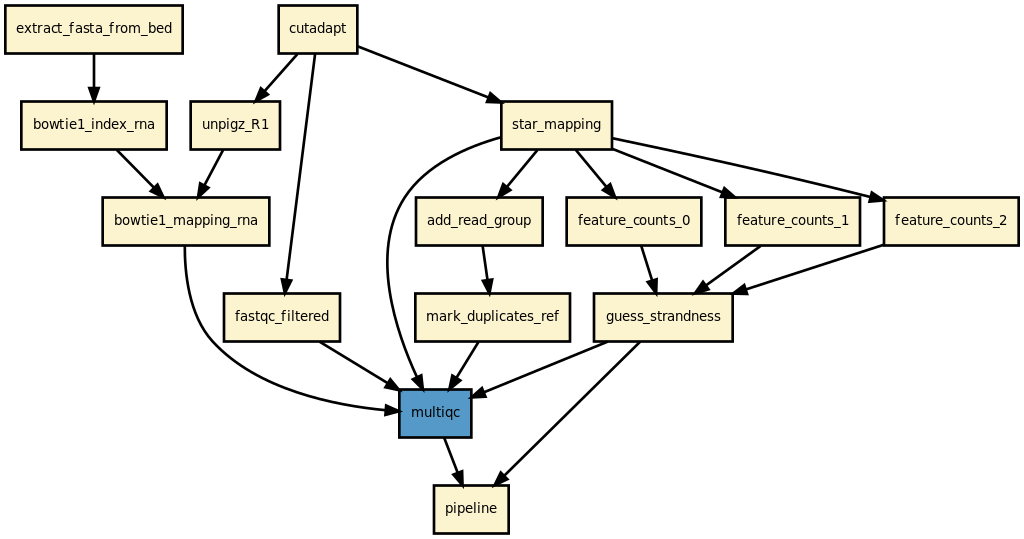 extract_fasta_from_bed
cutadapt
bowtie1_index_rna
unpigz_R1
star_mapping
bowtie1_mapping_rna
add_read_group
feature_counts_0
feature_counts_1
feature_counts_2
fastqc_filtered
mark_duplicates_ref
guess_strandness
multiqc
pipeline